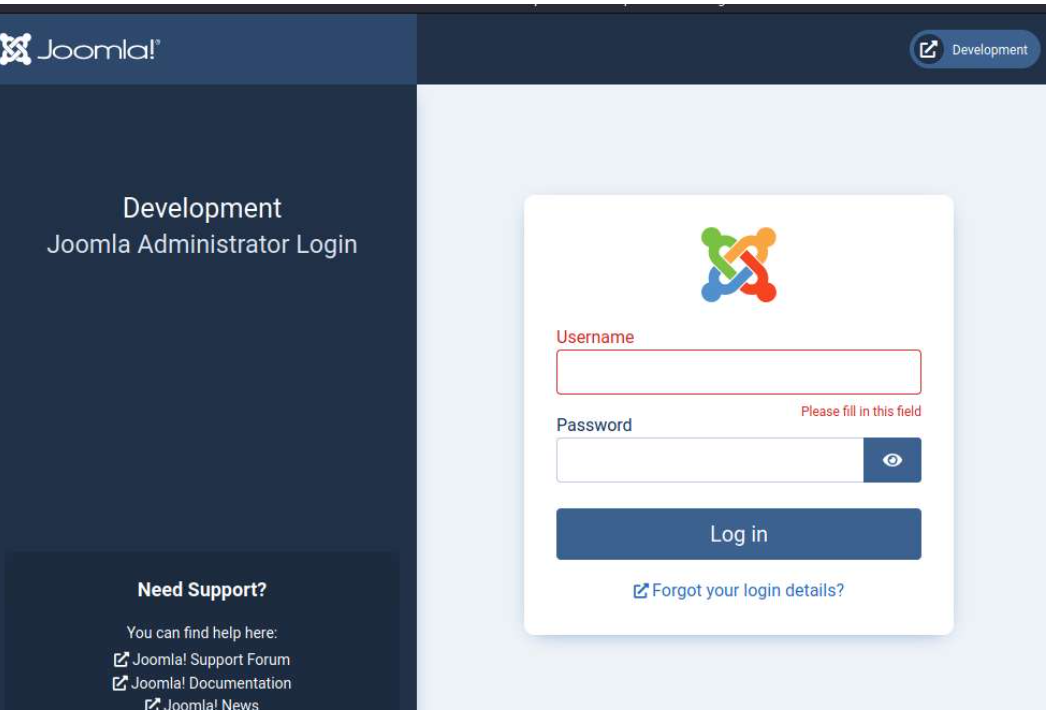 Joomla!
Development
Development
Joomla Administrator Login
Username
Please fill in this field
Password
Log in
Forgot your login details?
Need Support?
You can find help here:
Joomla! Support Forum
Joomla! Documentation
Joomla! News